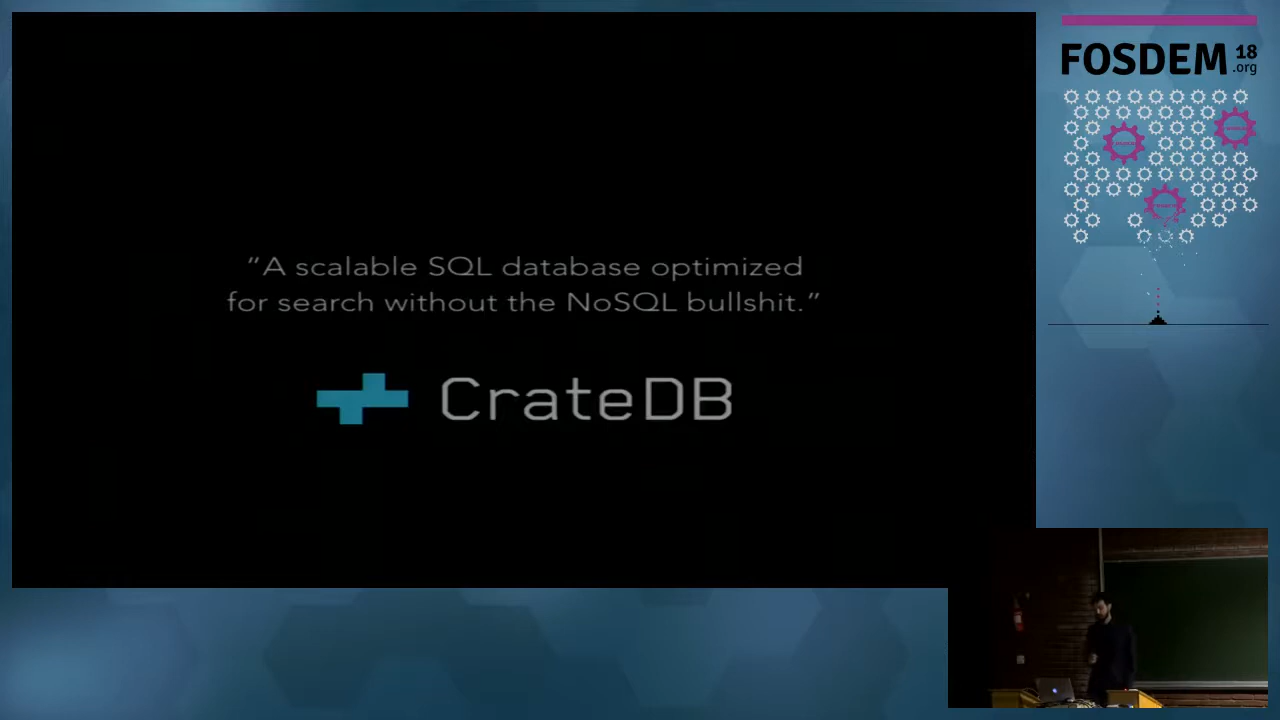 “A scalable SQL database optimized
for search without the NoSQL bullshit.”
CrateDB
FOSDEM 18
.org